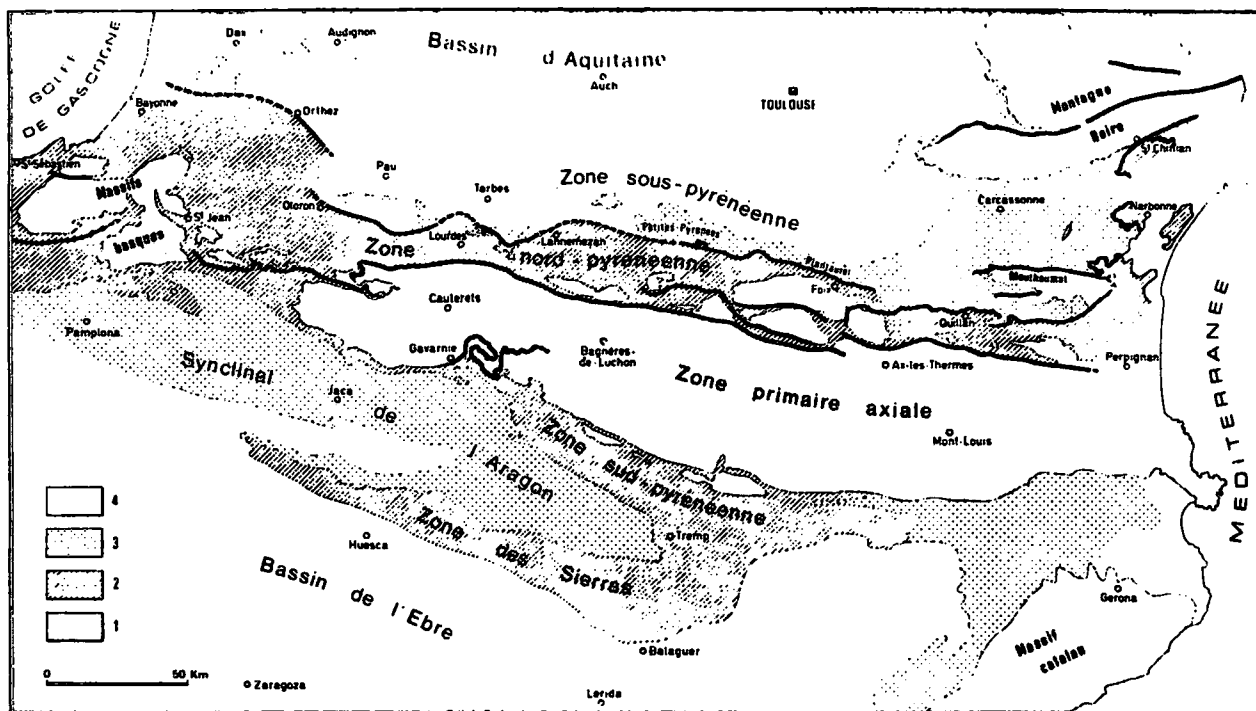 GOLFE
DE GASCOGNE
Dax
Audignon
Bassin d'Aquitaine
Auch
TOULOUSE
Montagne
Noire
St Chinian
Bayonne
Orthez
St Sébastien
Massifs
basques
St Jean
Pau
Tarbes
Oloron
Lourdes
Lannemezan
Zone sous-pyrénéenne
Petites-Pyrénées
Plantaurel
Carcassonne
Narbonne
Zone
nord-pyrénéenne
Foix
Mouthoumet
Quillan
Perpignan
MEDITERRANEE
Pamplona
Cauterets
Gavarnie
Bagnères-
de-Luchon
Ax-les-Thermes
Zone primaire axiale
Mont-Louis
Synclinal
de
l'Aragon
Jaca
Zone sud-pyrénéenne
Zone des Sierras
Tremp
Huesca
Bassin de l'Ebre
Balaguer
Gerona
Massif
catalan
4
3
2
1
0 50 Km
Zaragoza
Lerida